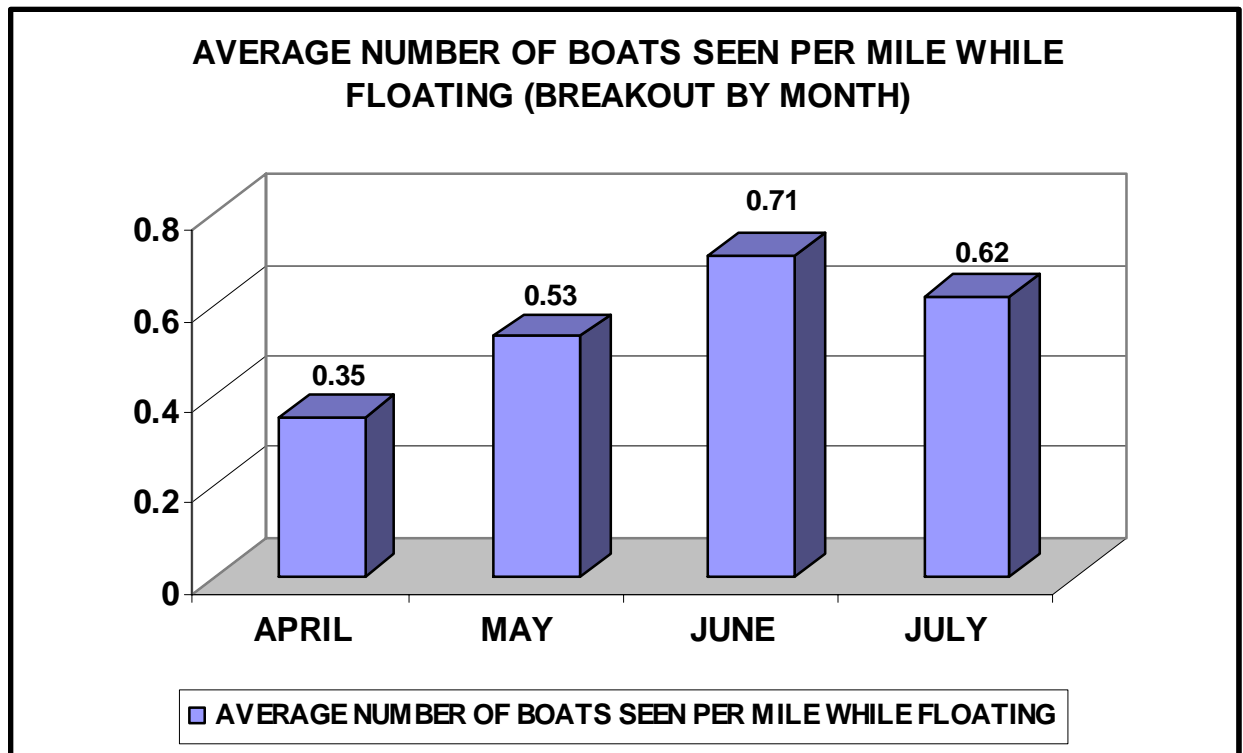 AVERAGE NUMBER OF BOATS SEEN PER MILE WHILE
FLOATING (BREAKOUT BY MONTH)
0.71
0.8
0.62
0.53
0.6
0.35
0.4
0.2
0
APRIL MAY JUNE JULY
AVERAGE NUMBER OF BOATS SEEN PER MILE WHILE FLOATING